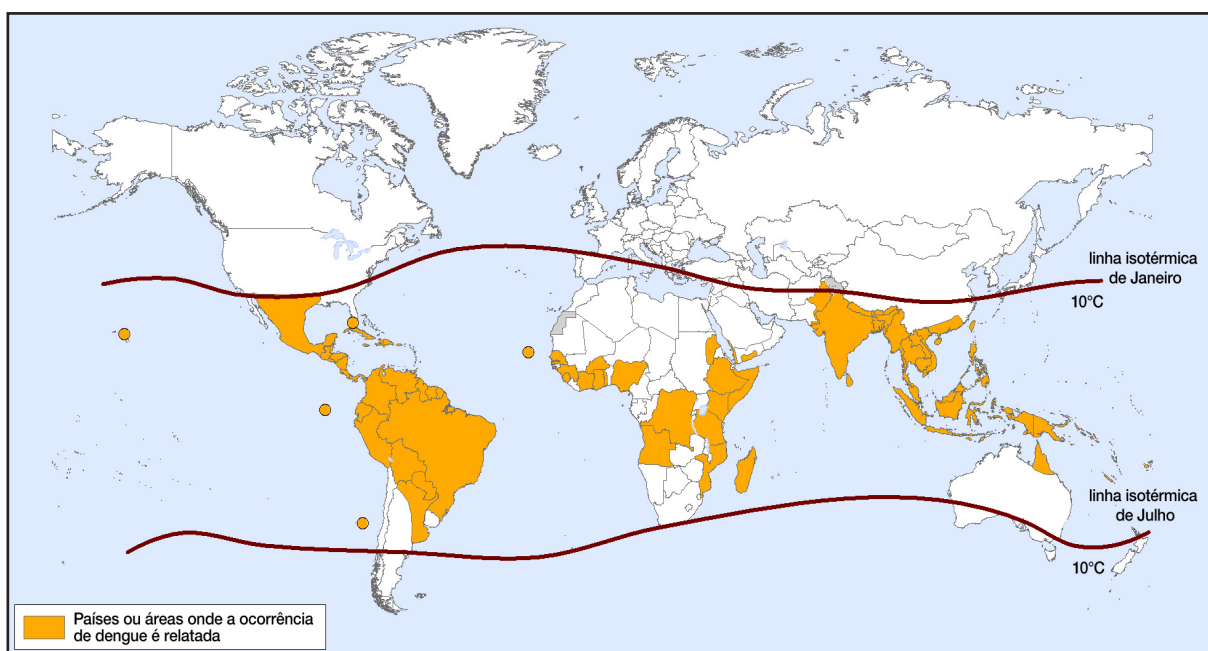 linha isotérmica
de Janeiro
10°C
linha isotérmica
de Julho
10°C
Países ou áreas onde a ocorrência
de dengue é relatada